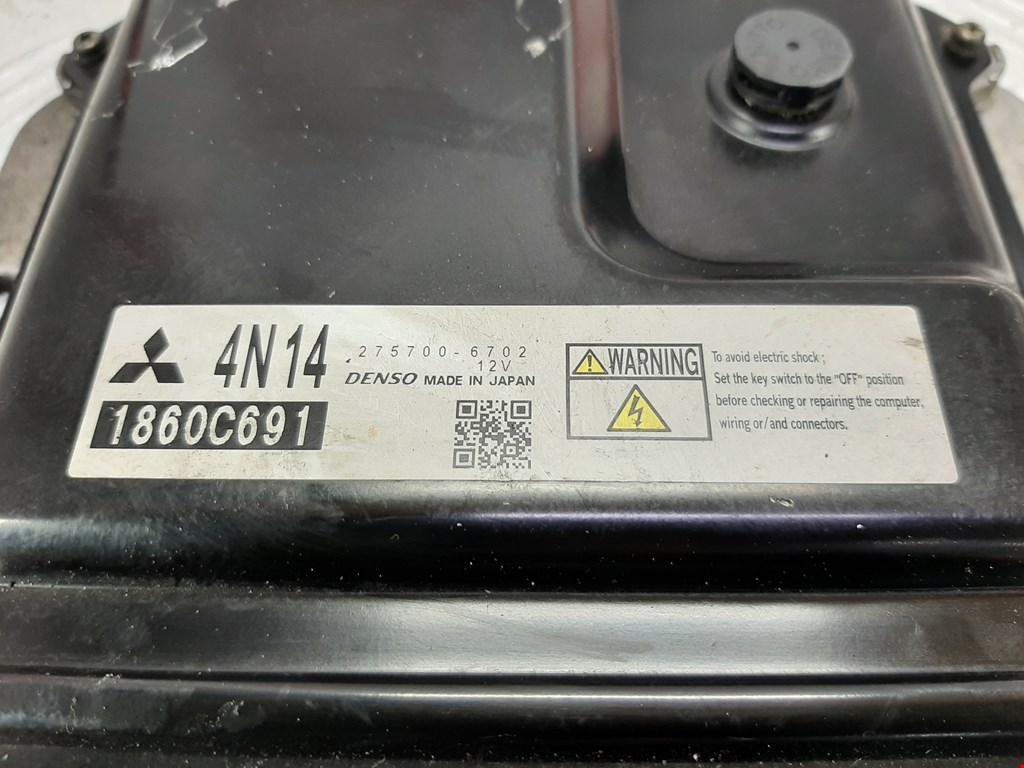 4N14
1860C691
275700-6702
12V
DENSO MADE IN JAPAN
WARNING
To avoid electric shock ;
Set the key switch to the "OFF" position
before checking or repairing the computer,
wiring or/and connectors.